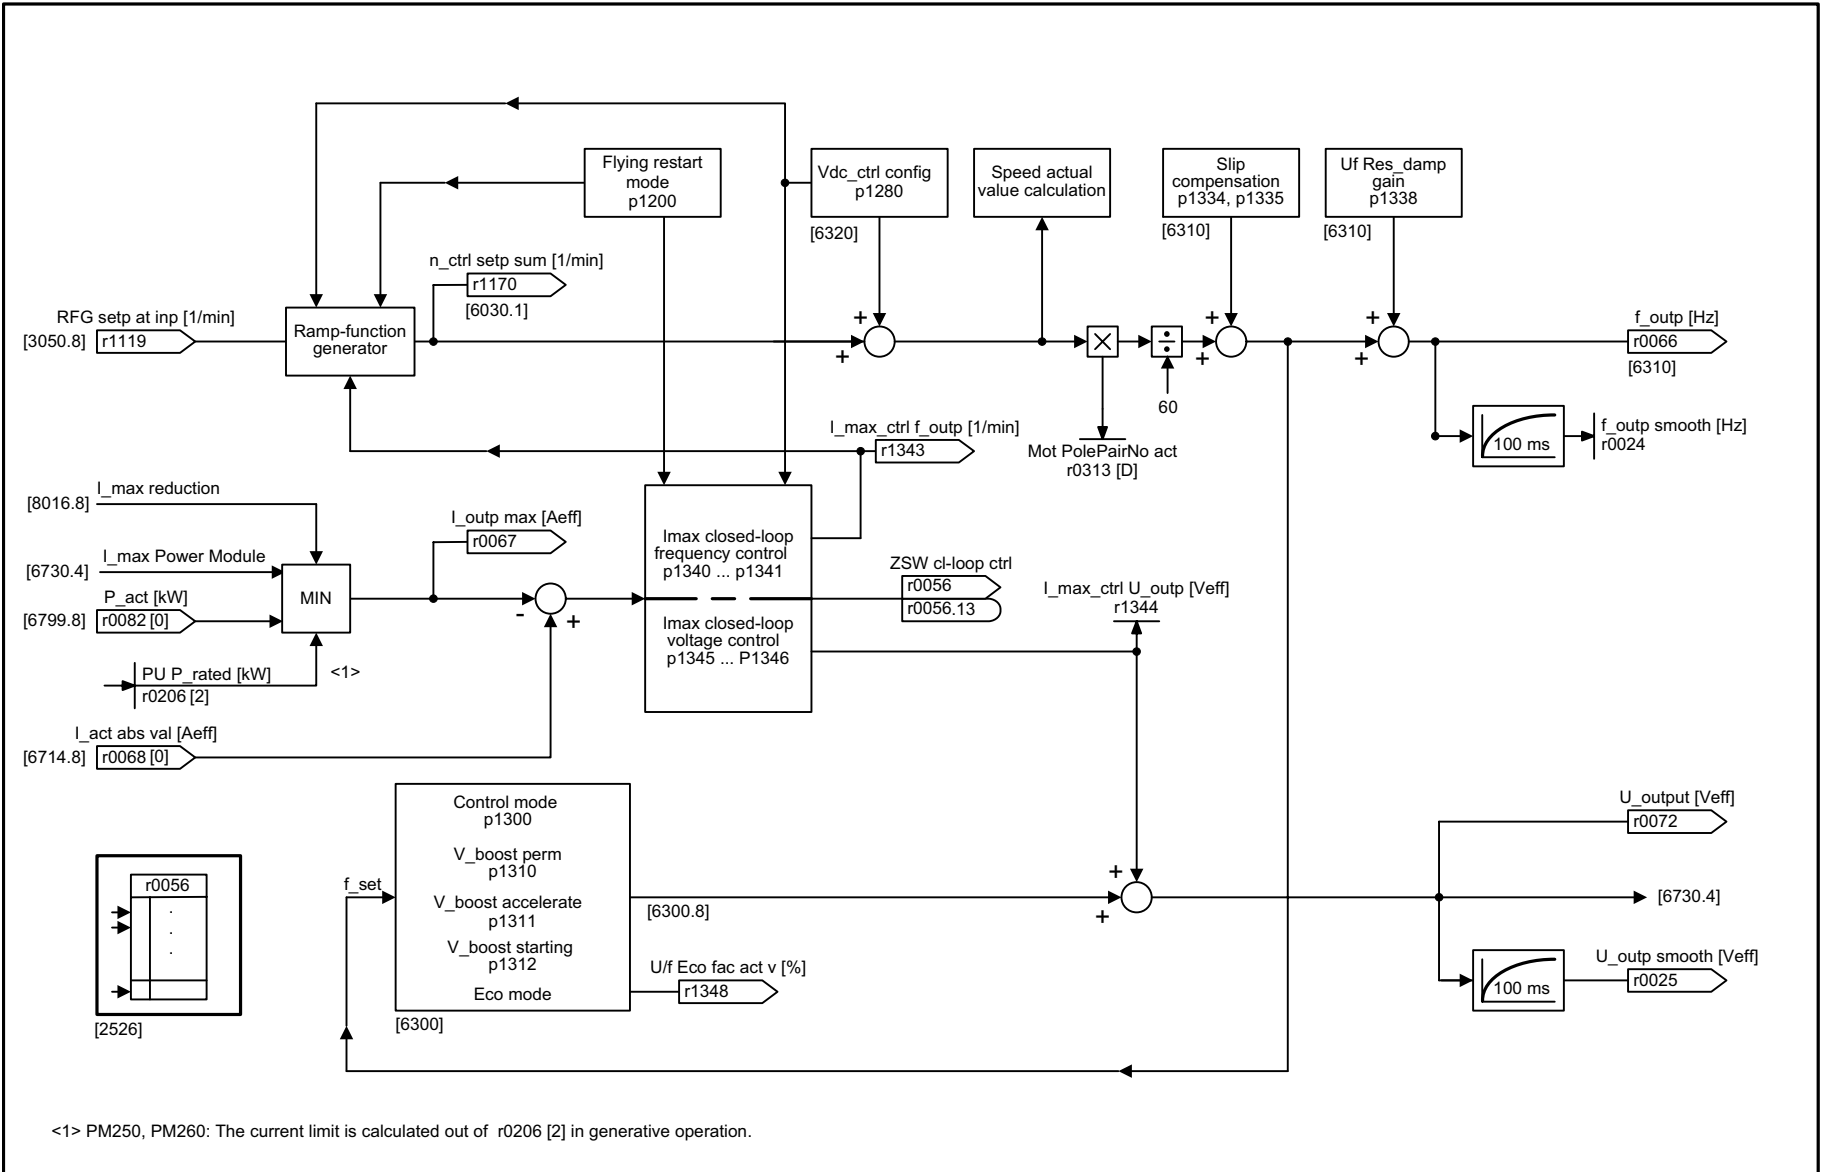 Flying restart
mode
p1200
Vdc_ctrl config
p1280
[6320]
Speed actual
value calculation
Slip
compensation
p1334, p1335
[6310]
Uf Res_damp
gain
p1338
[6310]
n_ctrl setp sum [1/min]
r1170
[6030.1]
RFG setp at inp [1/min]
[3050.8] r1119
Ramp-function
generator
+
+
+
+
+
+
×
÷
60
f_outp [Hz]
r0066
[6310]
I_max_ctrl f_outp [1/min]
r1343
Mot PolePairNo act
r0313 [D]
100 ms
f_outp smooth [Hz]
r0024
I_max reduction
[8016.8]
I_max Power Module
[6730.4]
P_act [kW]
[6799.8] r0082 [0]
MIN
PU P_rated [kW]
r0206 [2]
<1>
I_outp max [Aeff]
r0067
-
+
Imax closed-loop
frequency control
p1340 ... p1341
Imax closed-loop
voltage control
p1345 ... P1346
ZSW cl-loop ctrl
r0056
r0056.13
I_max_ctrl U_outp [Veff]
r1344
I_act abs val [Aeff]
[6714.8] r0068 [0]
Control mode
p1300
V_boost perm
p1310
V_boost accelerate
p1311
V_boost starting
p1312
Eco mode
[6300]
f_set
[6300.8]
U/f Eco fac act v [%]
r1348
+
+
U_output [Veff]
r0072
[6730.4]
U_outp smooth [Veff]
100 ms
r0025
r0056
.
.
.
[2526]
<1> PM250, PM260: The current limit is calculated out of r0206 [2] in generative operation.